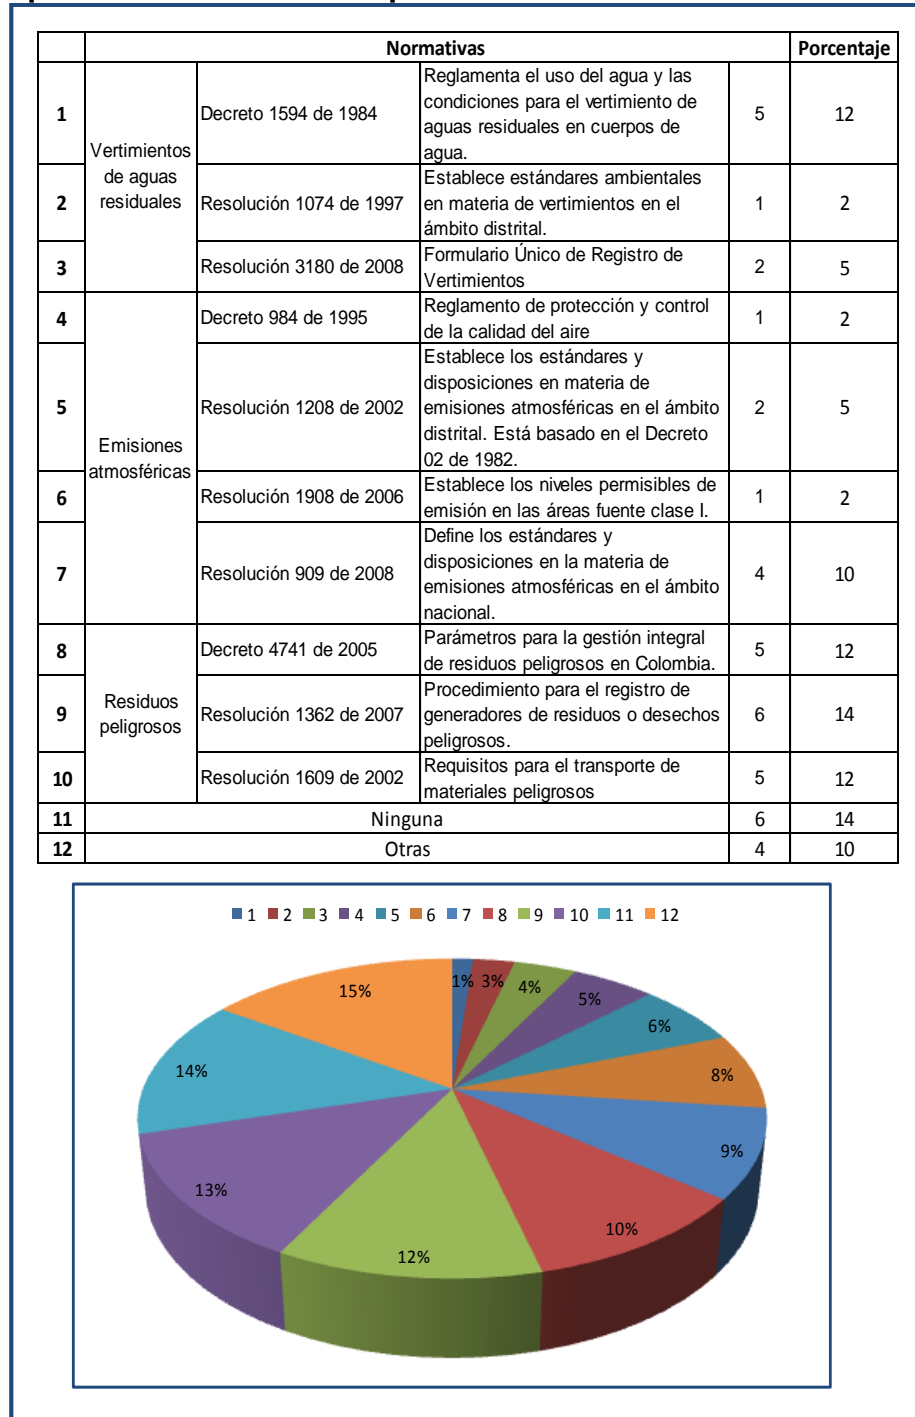 Normativas Porcentaje
1 Vertimientos de aguas residuales Decreto 1594 de 1984 Reglamenta el uso del agua y las condiciones para el vertimiento de aguas residuales en cuerpos de agua. 5 12
2 Resolución 1074 de 1997 Establece estándares ambientales en materia de vertimientos en el ámbito distrital. 1 2
3 Resolución 3180 de 2008 Formulario Único de Registro de Vertimientos 2 5
4 Emisiones atmosféricas Decreto 984 de 1995 Reglamento de protección y control de la calidad del aire 1 2
5 Resolución 1208 de 2002 Establece los estándares y disposiciones en materia de emisiones atmosféricas en el ámbito distrital. Está basado en el Decreto 02 de 1982. 2 5
6 Resolución 1908 de 2006 Establece los niveles permisibles de emisión en las áreas fuente clase I. 1 2
7 Resolución 909 de 2008 Define los estándares y disposiciones en la materia de emisiones atmosféricas en el ámbito nacional. 4 10
8 Residuos peligrosos Decreto 4741 de 2005 Parámetros para la gestión integral de residuos peligrosos en Colombia. 5 12
9 Resolución 1362 de 2007 Procedimiento para el registro de generadores de residuos o desechos peligrosos. 6 14
10 Resolución 1609 de 2002 Requisitos para el transporte de materiales peligrosos 5 12
11 Ninguna 6 14
12 Otras 4 10
1 2 3 4 5 6 7 8 9 10 11 12
1% 3% 4% 5% 6% 8% 9% 10% 12% 13% 14% 15%